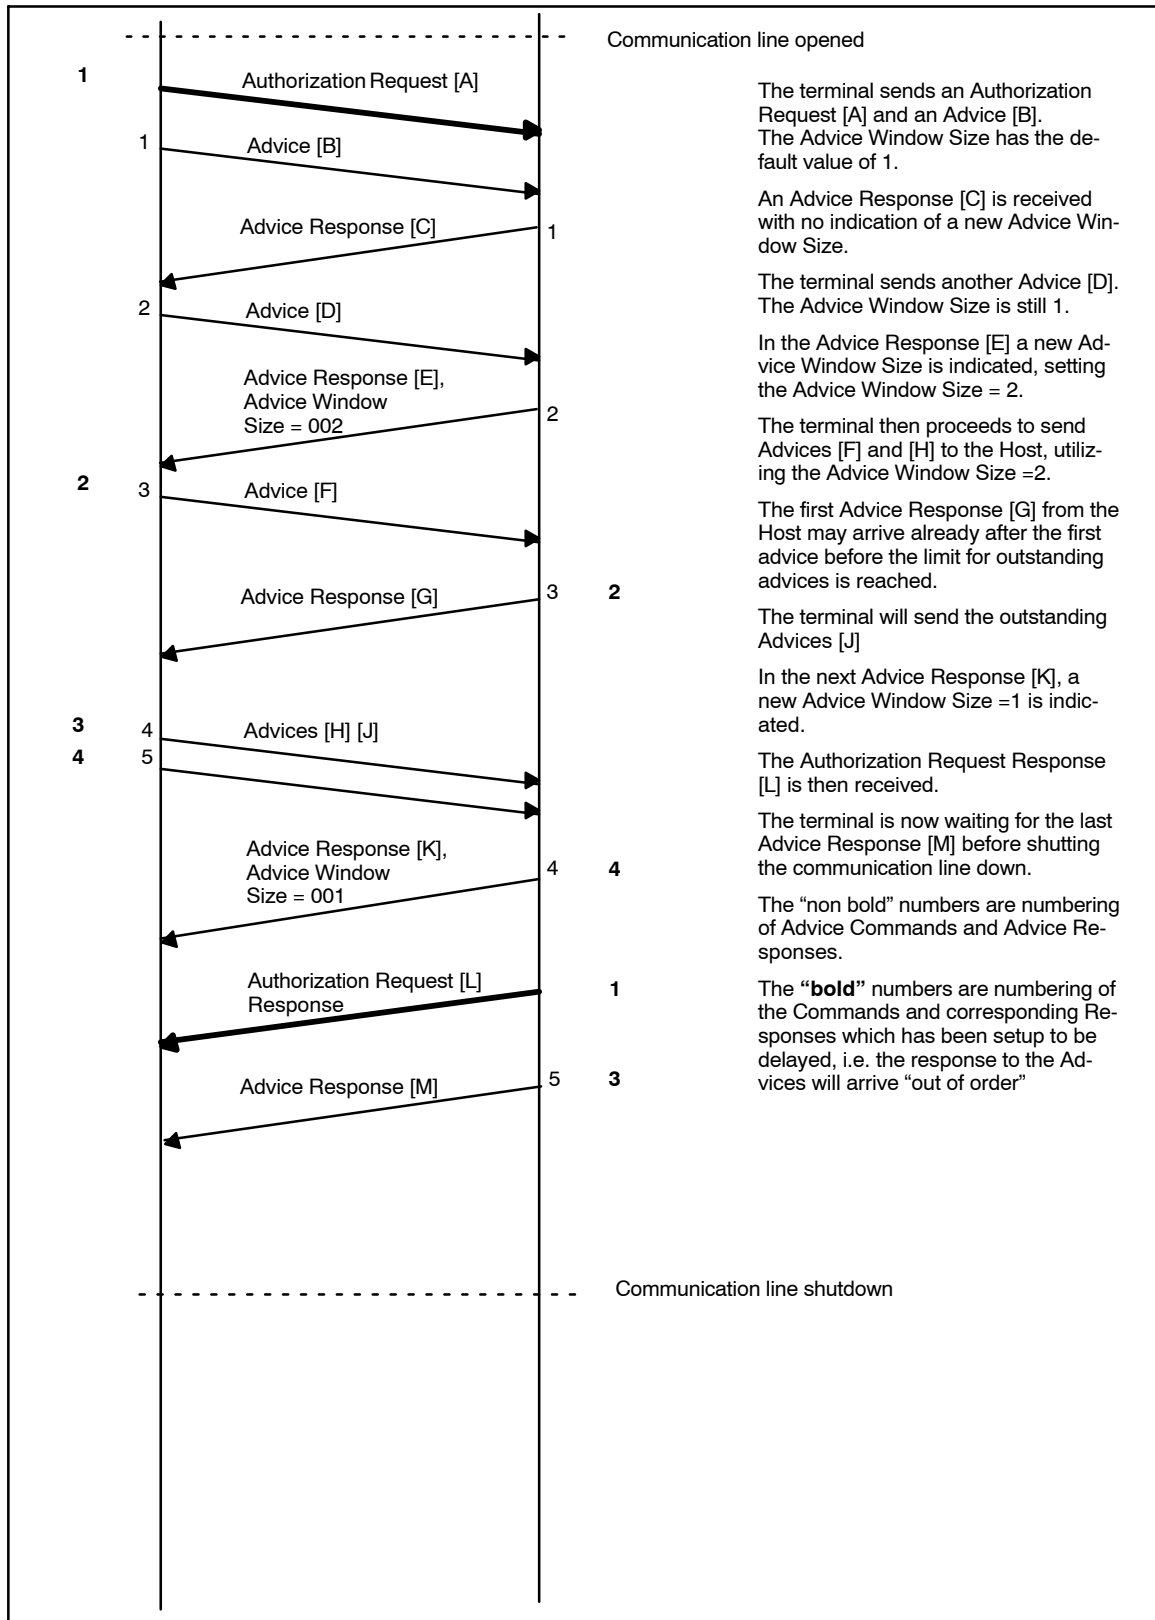 Communication line opened
1
Authorization Request [A]
1
Advice [B]
Advice Response [C]
1
2
Advice [D]
Advice Response [E],
Advice Window
Size = 002
2
2
3
Advice [F]
Advice Response [G]
3
2
3
4
Advices [H] [J]
4
5
Advice Response [K],
Advice Window
Size = 001
4
4
Authorization Request [L]
Response
1
Advice Response [M]
5
3
Communication line shutdown
The terminal sends an Authorization
Request [A] and an Advice [B].
The Advice Window Size has the de-
fault value of 1.
An Advice Response [C] is received
with no indication of a new Advice Win-
dow Size.
The terminal sends another Advice [D].
The Advice Window Size is still 1.
In the Advice Response [E] a new Ad-
vice Window Size is indicated, setting
the Advice Window Size = 2.
The terminal then proceeds to send
Advices [F] and [H] to the Host, utiliz-
ing the Advice Window Size =2.
The first Advice Response [G] from the
Host may arrive already after the first
advice before the limit for outstanding
advices is reached.
The terminal will send the outstanding
Advices [J]
In the next Advice Response [K], a
new Advice Window Size =1 is indic-
ated.
The Authorization Request Response
[L] is then received.
The terminal is now waiting for the last
Advice Response [M] before shutting
the communication line down.
The “non bold” numbers are numbering
of Advice Commands and Advice Re-
sponses.
The “bold” numbers are numbering of
the Commands and corresponding Re-
sponses which has been setup to be
delayed, i.e. the response to the Ad-
vices will arrive “out of order”